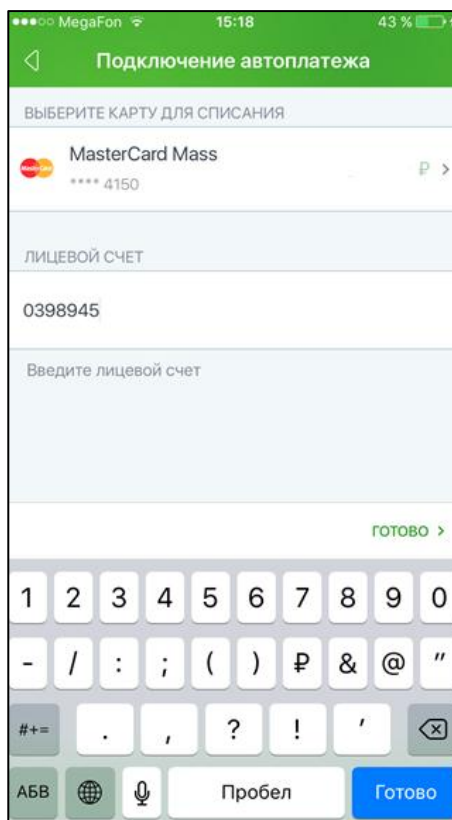 MegaFon 15:18 43 %
Подключение автоплатежа
ВЫБЕРИТЕ КАРТУ ДЛЯ СПИСАНИЯ
MasterCard Mass
**** 4150 ₽ >
ЛИЦЕВОЙ СЧЕТ
0398945
Введите лицевой счет
ГОТОВО >
1 2 3 4 5 6 7 8 9 0
- / : ; ( ) ₽ & @ "
#+= . , ? ! '
АБВ Пробел Готово